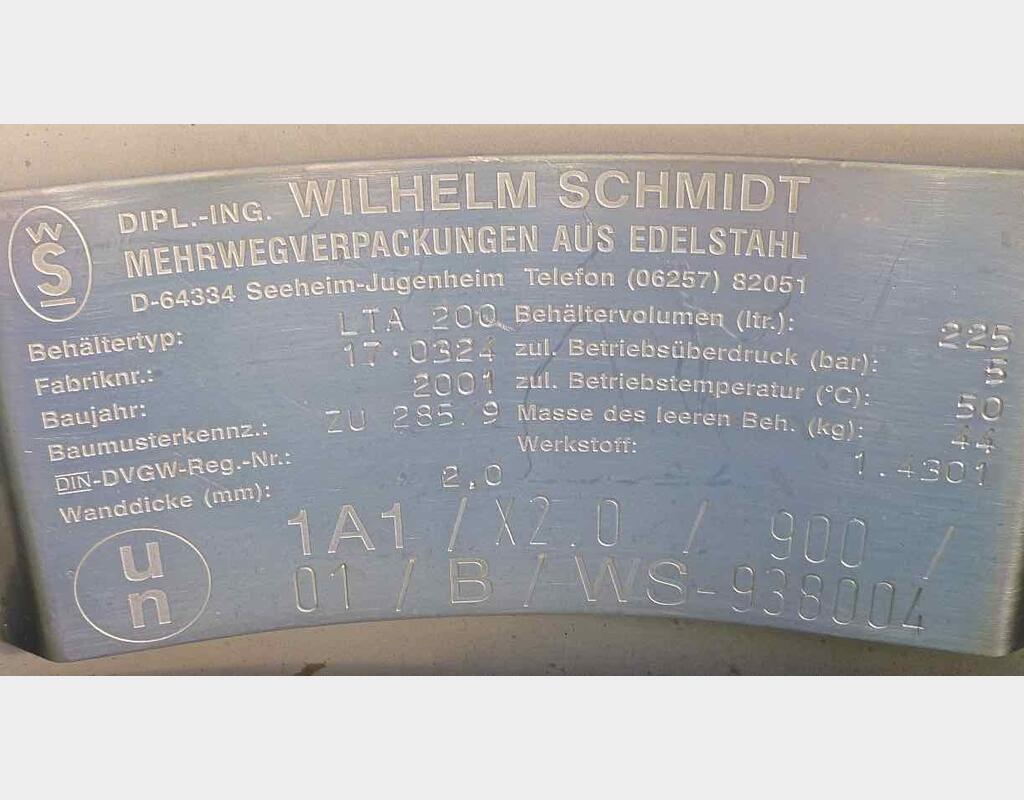 WS
DIPL.-ING. WILHELM SCHMIDT
MEHRWEGVERPACKUNGEN AUS EDELSTAHL
D-64334 Seeheim-Jugenheim Telefon (06257) 82051
Behältertyp: LTA 200
Fabriknr.: 17·0324
Baujahr: 2001
Baumusterkennz.: ZU 285.9
DIN-DVGW-Reg.-Nr.:
Wanddicke (mm): 2,0
Behältervolumen (ltr.): 225
zul. Betriebsüberdruck (bar): 5
zul. Betriebstemperatur (°C): 50
Masse des leeren Beh. (kg): 44
Werkstoff: 1.4301
un
1A1 / X2.0 / 900 /
01 / B / WS-938004